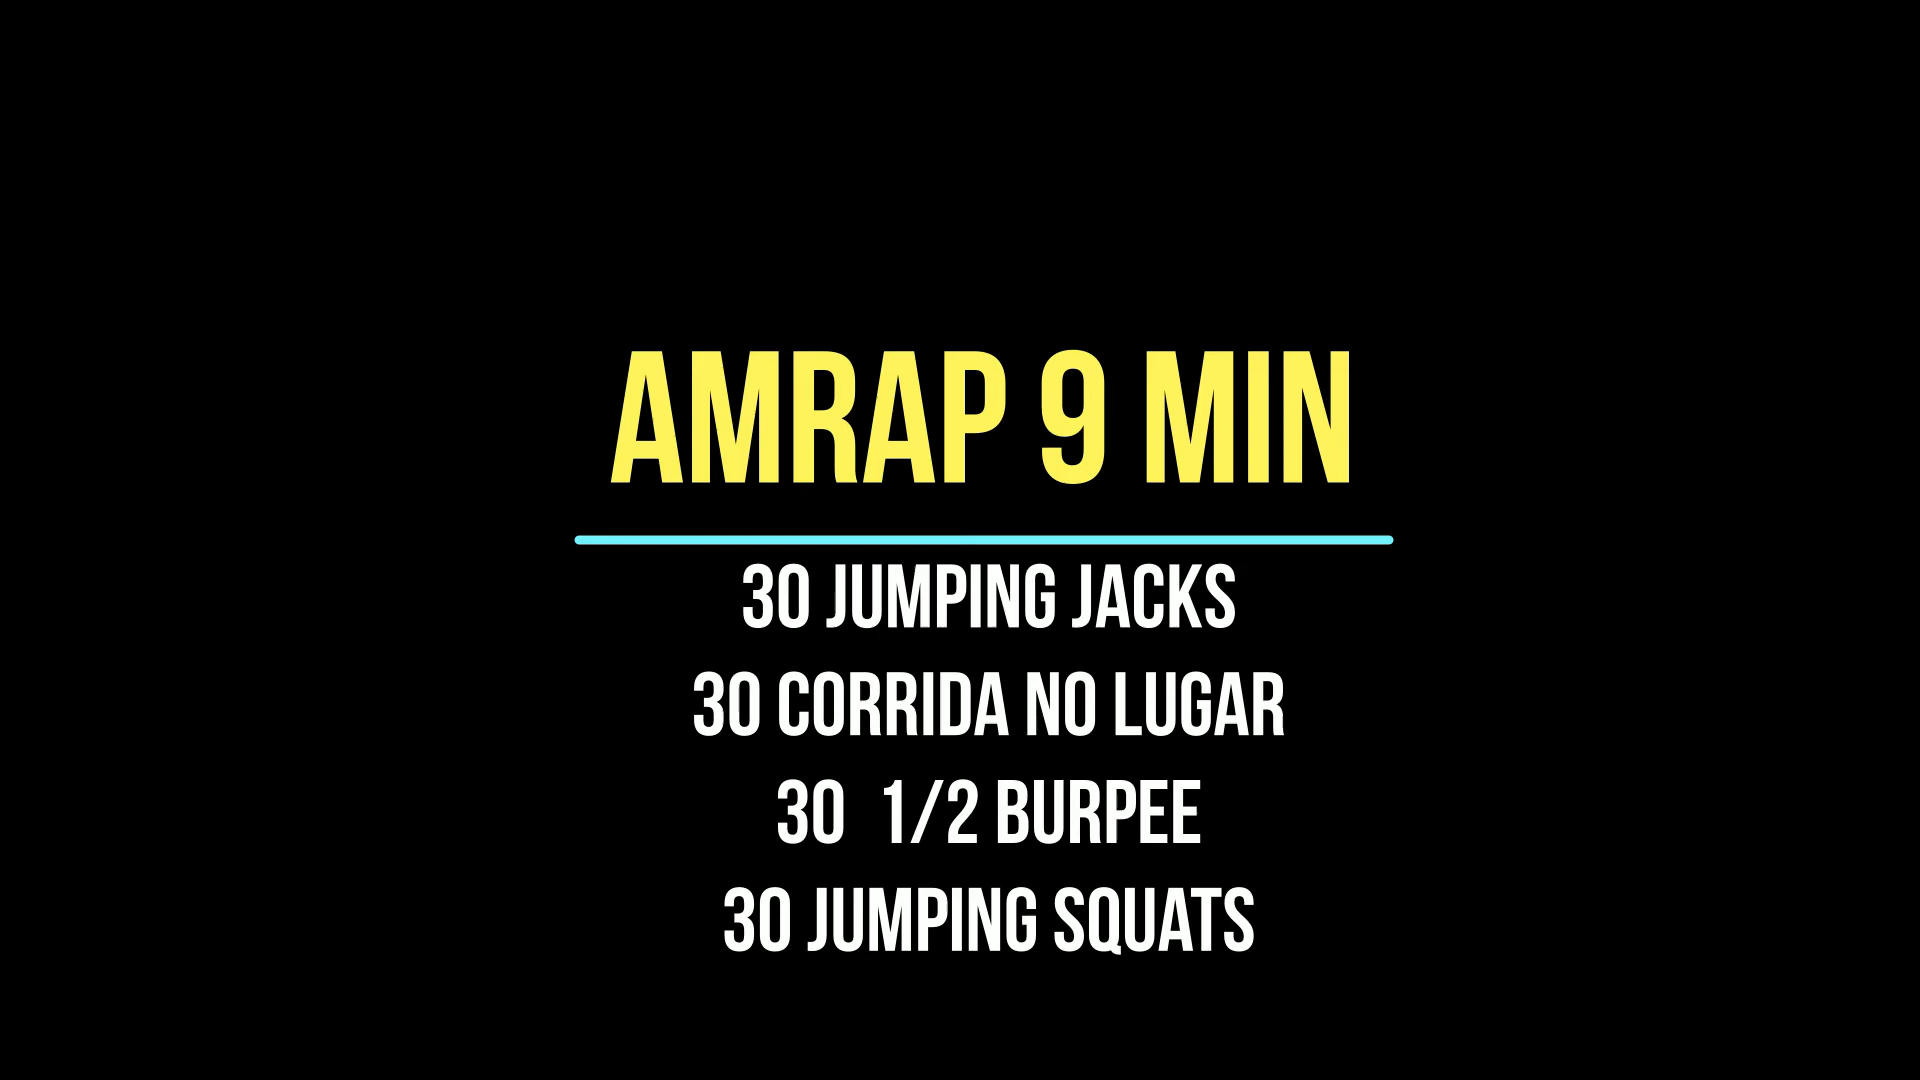 AMRAP 9 MIN
30 JUMPING JACKS
30 CORRIDA NO LUGAR
30 1/2 BURPEE
30 JUMPING SQUATS